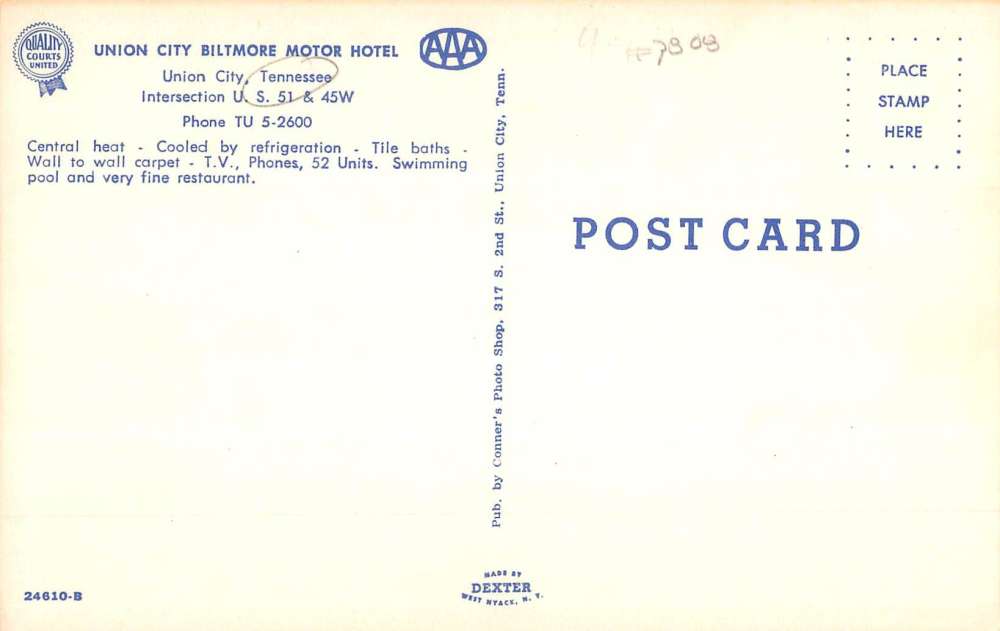 QUALITY
COURTS
UNITED
UNION CITY BILTMORE MOTOR HOTEL
AAA
Union City, Tennessee
Intersection U. S. 51 & 45W
Phone TU 5-2600
Central heat - Cooled by refrigeration - Tile baths -
Wall to wall carpet - T.V., Phones, 52 Units. Swimming
pool and very fine restaurant.
24610-B
Pub. by Conner's Photo Shop, 317 S. 2nd St., Union City, Tenn.
MADE BY
DEXTER
WEST NYACK, N. Y.
PLACE
STAMP
HERE
POST CARD